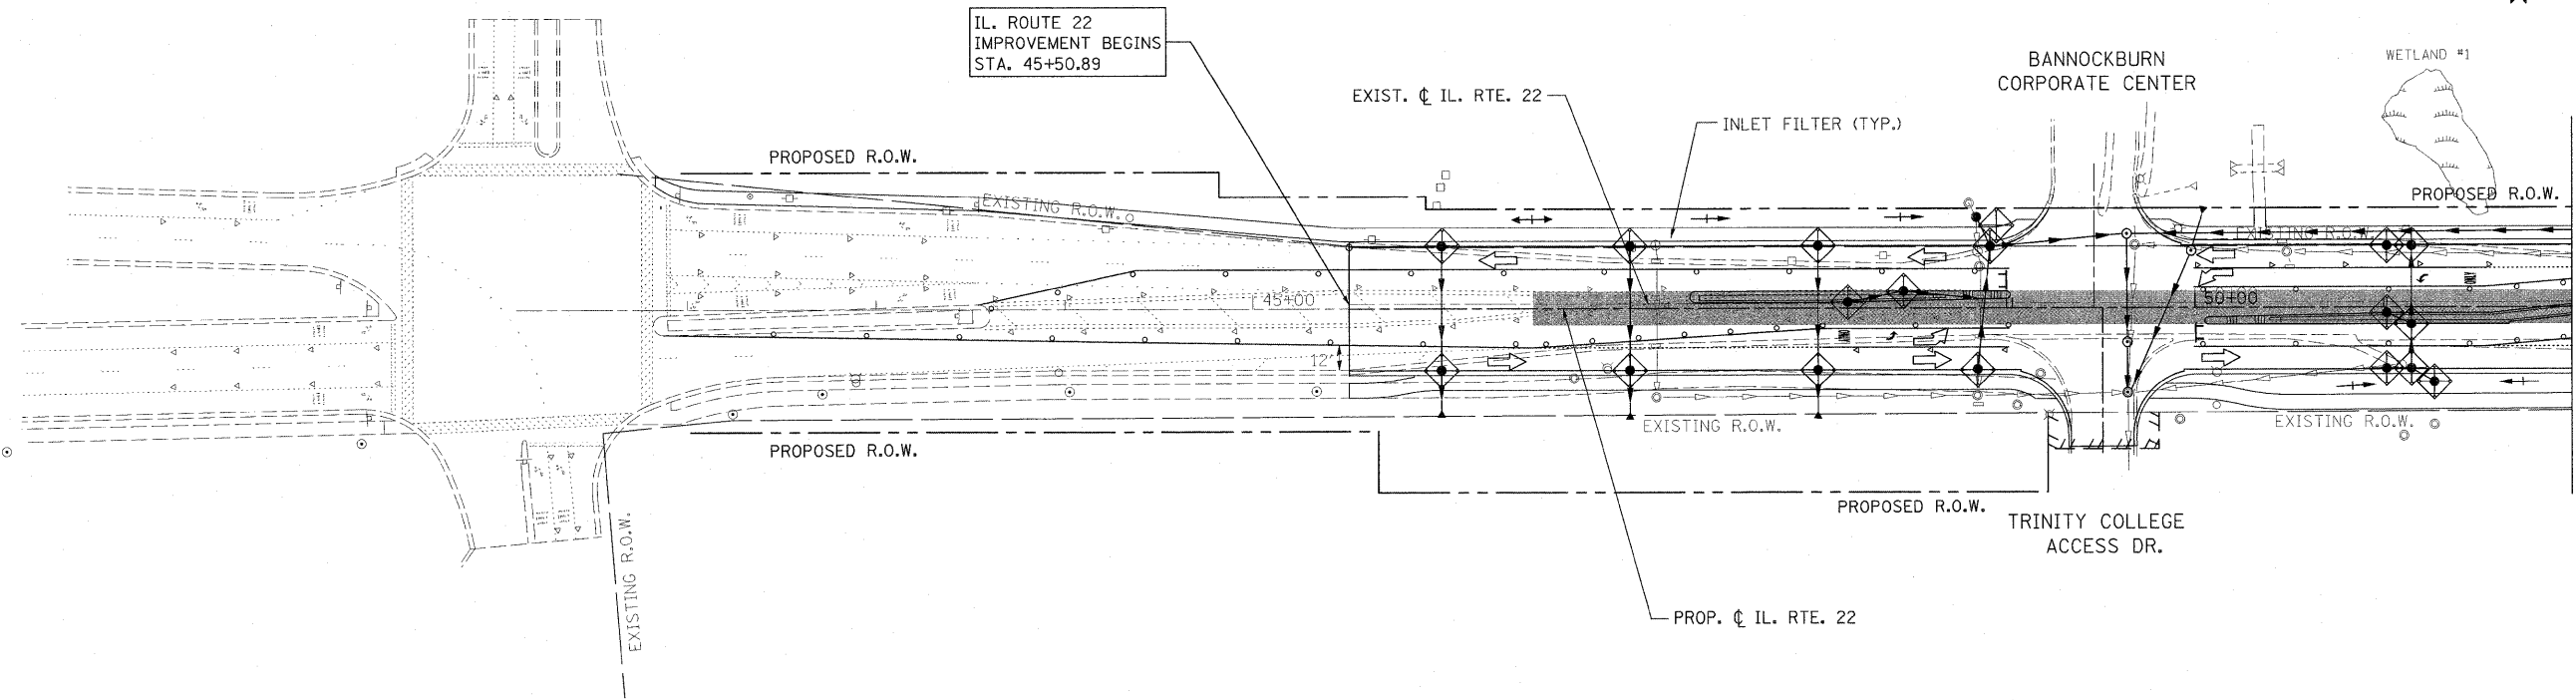 IL. ROUTE 22
IMPROVEMENT BEGINS
STA. 45+50.89
BANNOCKBURN
CORPORATE CENTER
WETLAND #1
EXIST. ℄ IL. RTE. 22
INLET FILTER (TYP.)
PROPOSED R.O.W.
PROPOSED R.O.W.
EXISTING R.O.W.
EXISTING R.O.W.
45+00
50+00
12'
EXISTING R.O.W.
EXISTING R.O.W.
PROPOSED R.O.W.
PROPOSED R.O.W.
TRINITY COLLEGE
ACCESS DR.
EXISTING R.O.W.
PROP. ℄ IL. RTE. 22